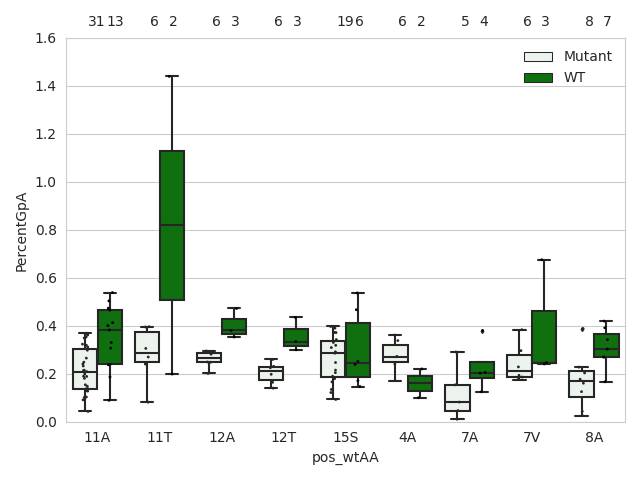 31 13 6 2 6 3 6 3 19 6 6 2 5 4 6 3 8 7
1.6
1.4
1.2
1.0
0.8
0.6
0.4
0.2
0.0
PercentGpA
Mutant
WT
11A 11T 12A 12T 15S 4A 7A 7V 8A
pos_wtAA